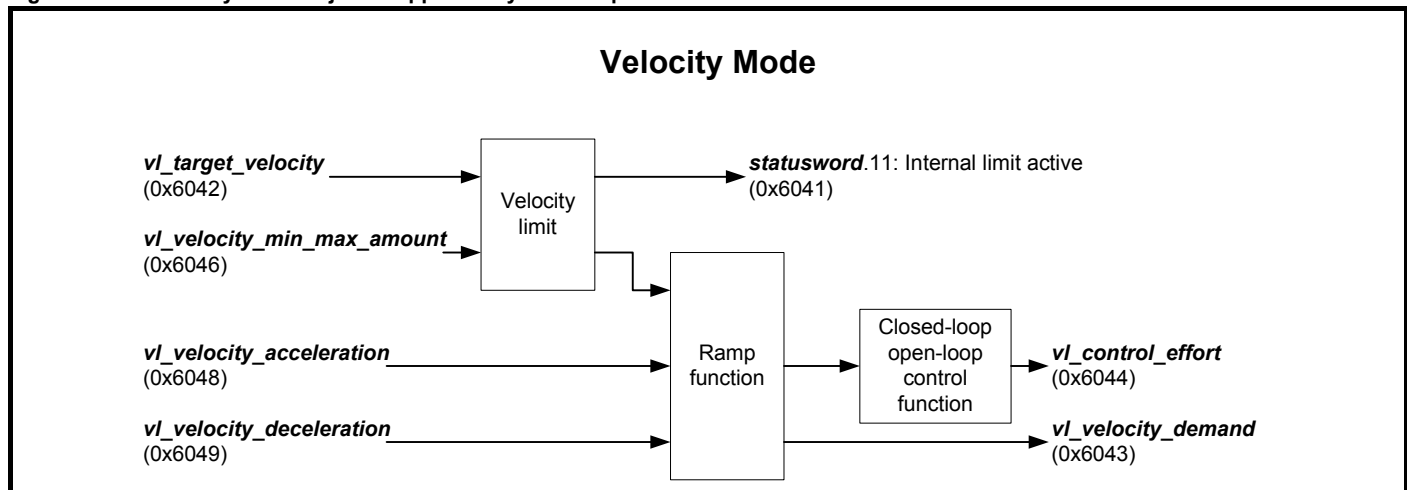 Velocity Mode
vl_target_velocity
(0x6042)
statusword.11: Internal limit active
(0x6041)
Velocity
limit
vl_velocity_min_max_amount
(0x6046)
Closed-loop
open-loop
control
function
vl_velocity_acceleration
(0x6048)
Ramp
function
vl_control_effort
(0x6044)
vl_velocity_deceleration
(0x6049)
vl_velocity_demand
(0x6043)